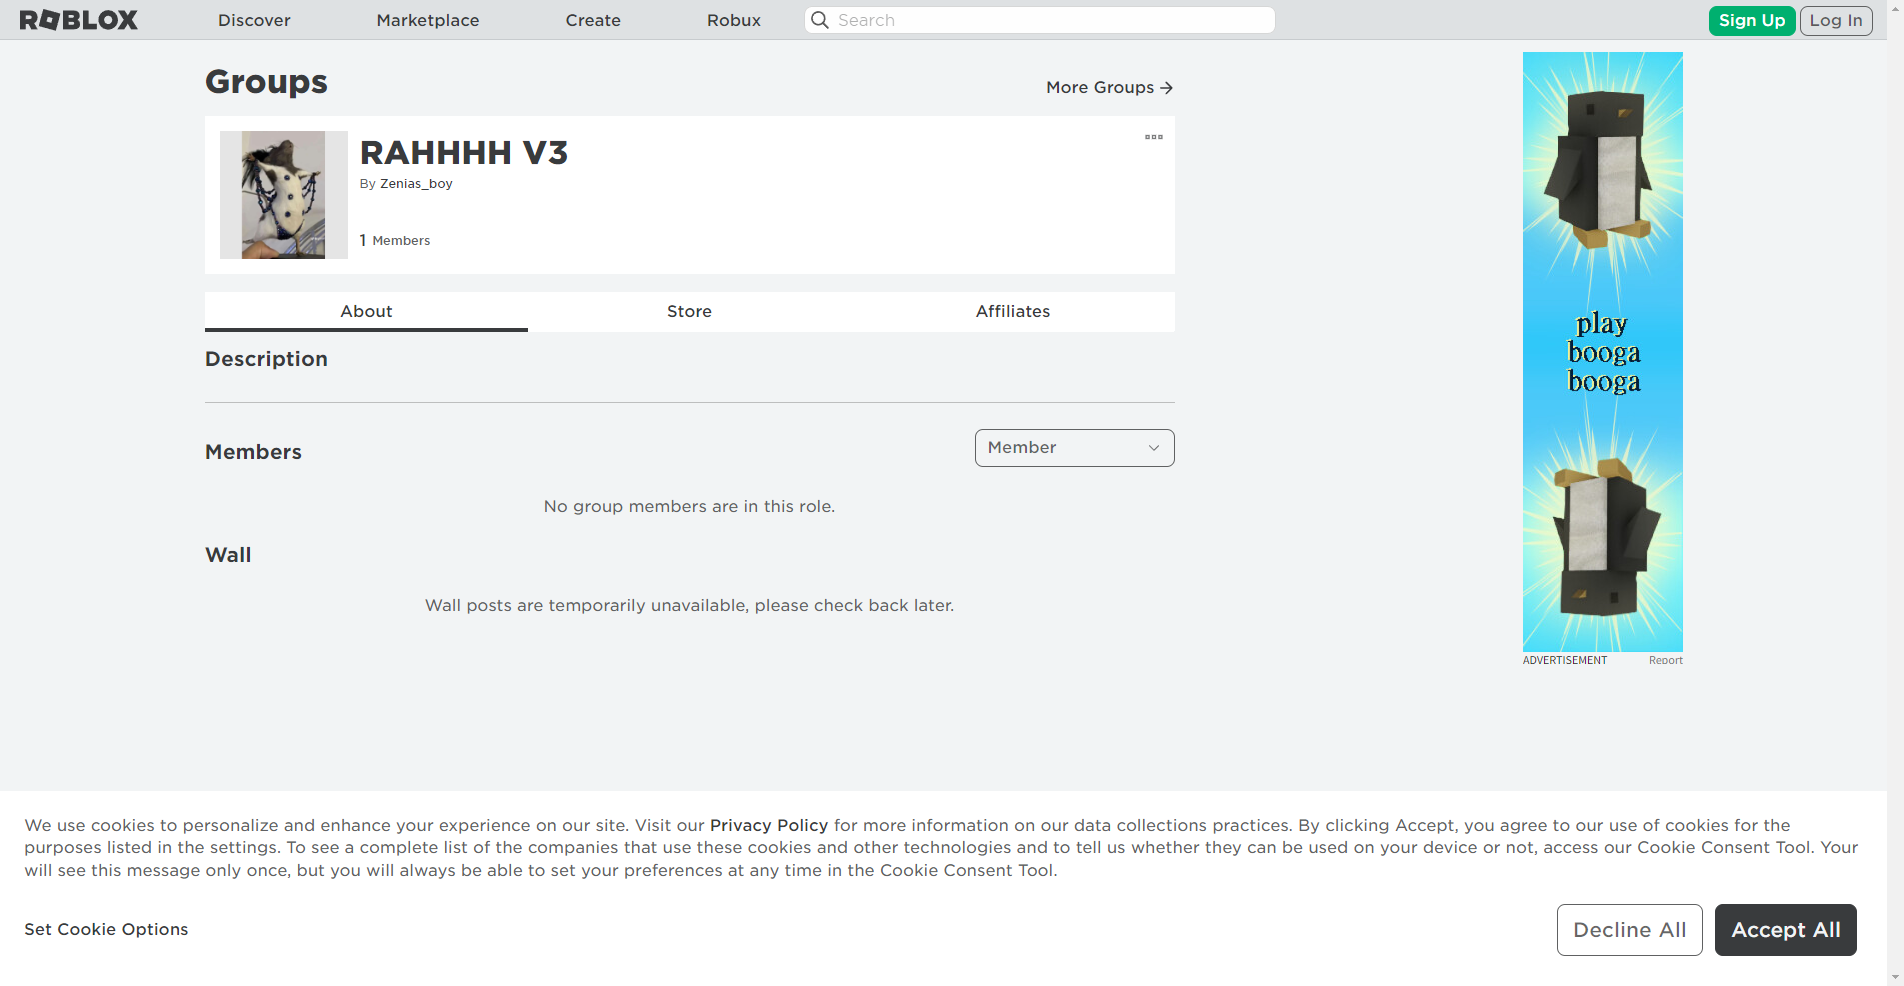 ROBLOX
Discover
Marketplace
Create
Robux
Search
Sign Up
Log In
Groups
More Groups
RAHHHH V3
By Zenias_boy
1 Members
About
Store
Affiliates
Description
Members
Member
No group members are in this role.
Wall
Wall posts are temporarily unavailable, please check back later.
play
booga
booga
ADVERTISEMENT
Report
We use cookies to personalize and enhance your experience on our site. Visit our Privacy Policy for more information on our data collections practices. By clicking Accept, you agree to our use of cookies for the
purposes listed in the settings. To see a complete list of the companies that use these cookies and other technologies and to tell us whether they can be used on your device or not, access our Cookie Consent Tool. Your
will see this message only once, but you will always be able to set your preferences at any time in the Cookie Consent Tool.
Set Cookie Options
Decline All
Accept All